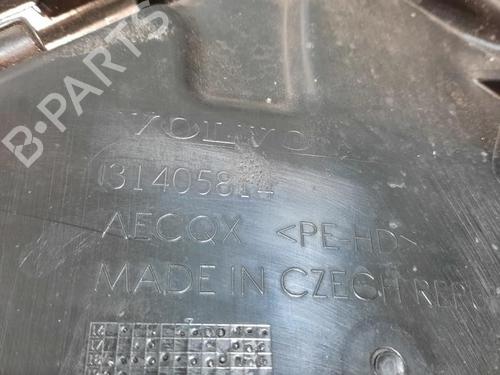 B-PARTS
VOLVO
31405814
AECQX <PE-HD>
MADE IN CZECH REP.